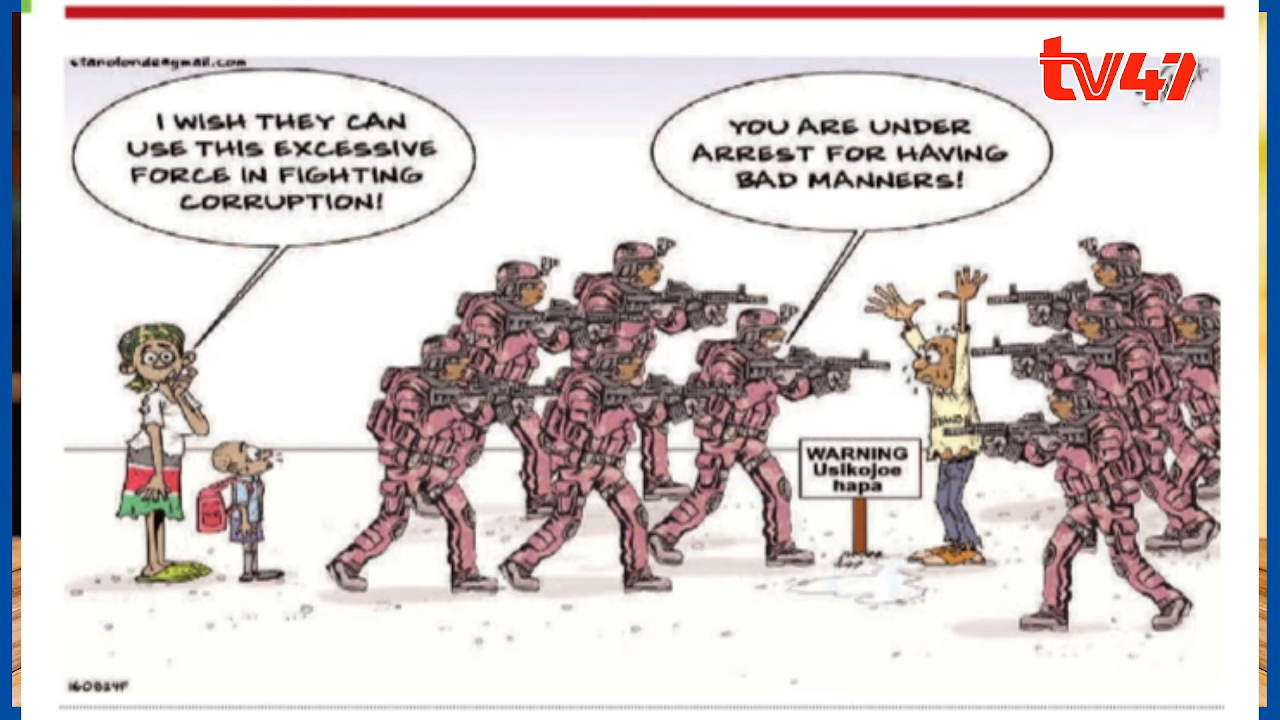 stanolonde@gmail.com
tv47
I WISH THEY CAN
USE THIS EXCESSIVE
FORCE IN FIGHTING
CORRUPTION!
YOU ARE UNDER
ARREST FOR HAVING
BAD MANNERS!
WARNING
Usikojoe
hapa
160824F